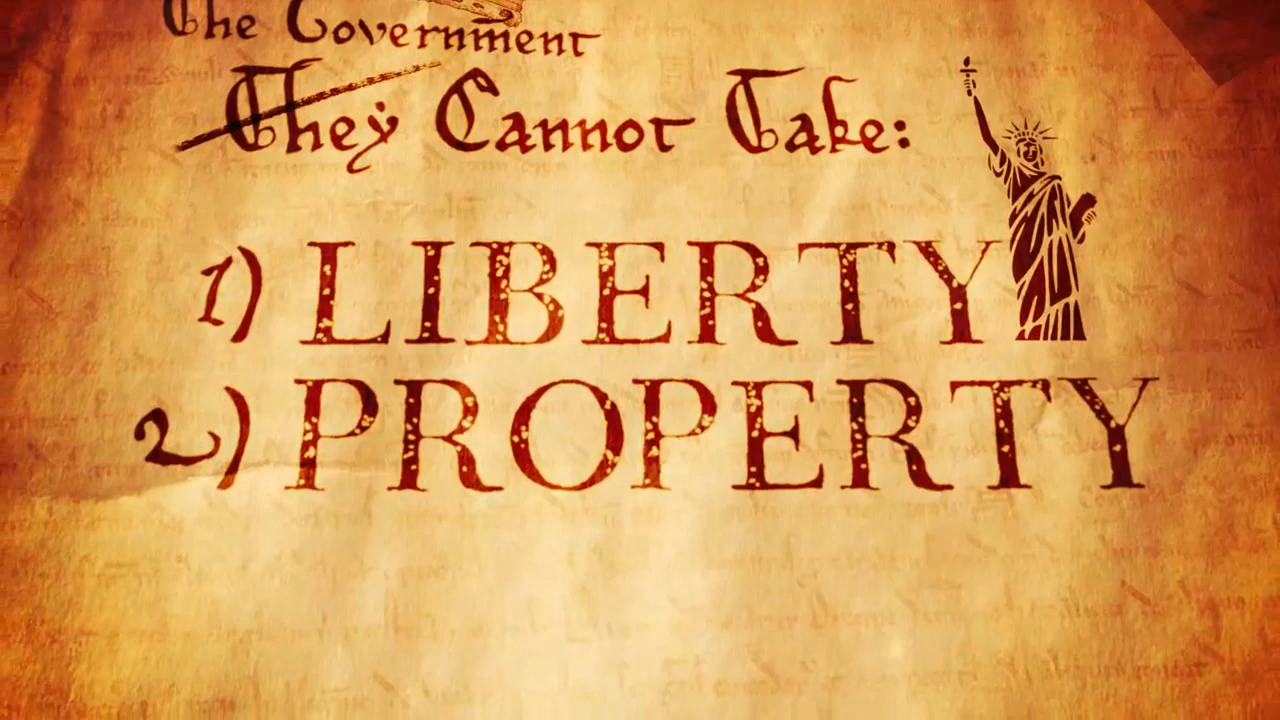 The Government
They Cannot Take:
1) LIBERTY
2) PROPERTY